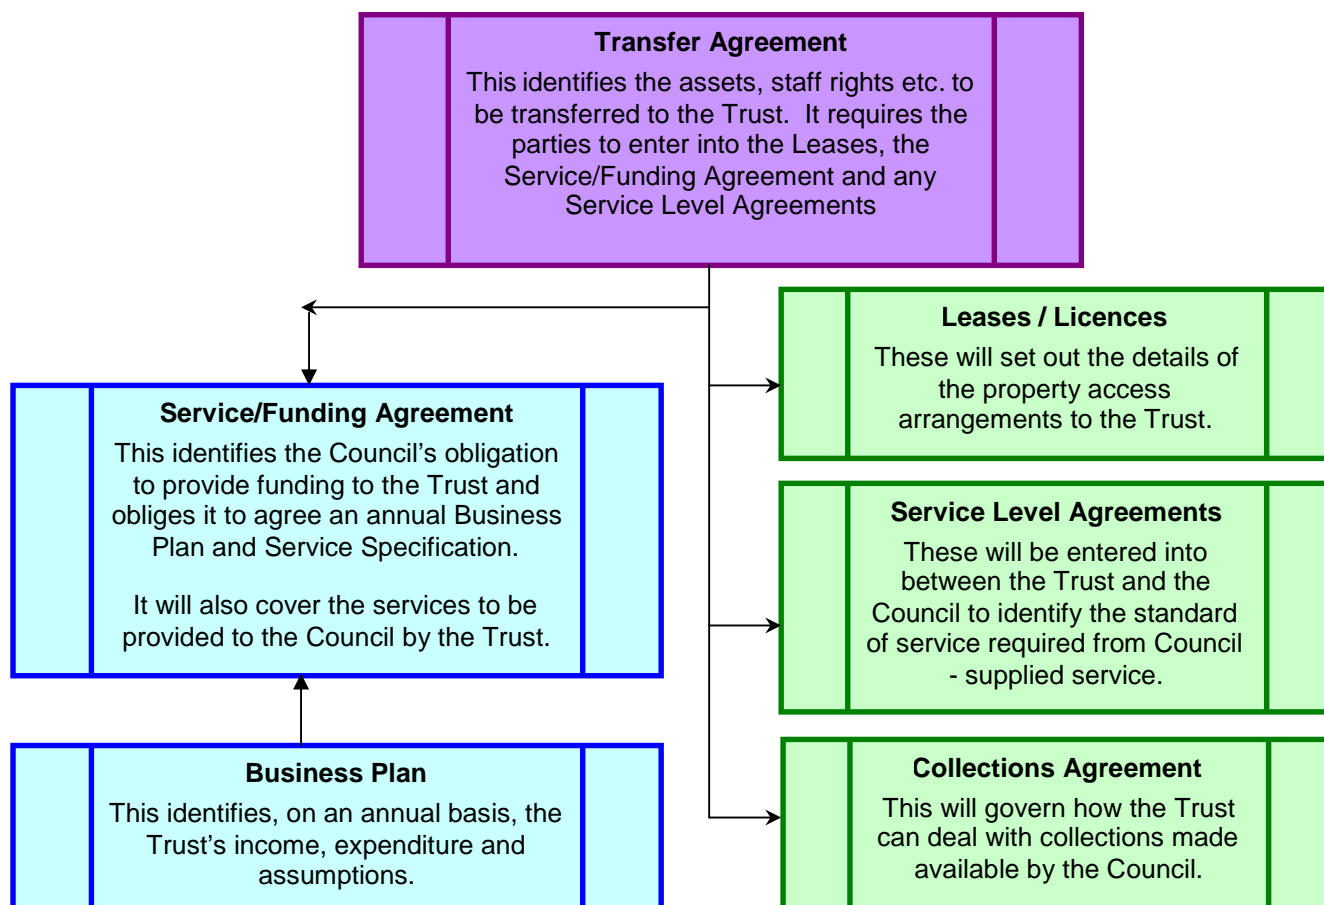 Transfer Agreement
This identifies the assets, staff rights etc. to
be transferred to the Trust.  It requires the
parties to enter into the Leases, the
Service/Funding Agreement and any
Service Level Agreements
Service/Funding Agreement
This identifies the Council’s obligation
to provide funding to the Trust and
obliges it to agree an annual Business
Plan and Service Specification.
It will also cover the services to be
provided to the Council by the Trust.
Business Plan
This identifies, on an annual basis, the
Trust’s income, expenditure and
assumptions.
Leases / Licences
These will set out the details of
the property access
arrangements to the Trust.
Service Level Agreements
These will be entered into
between the Trust and the
Council to identify the standard
of service required from Council
- supplied service.
Collections Agreement
This will govern how the Trust
can deal with collections made
available by the Council.